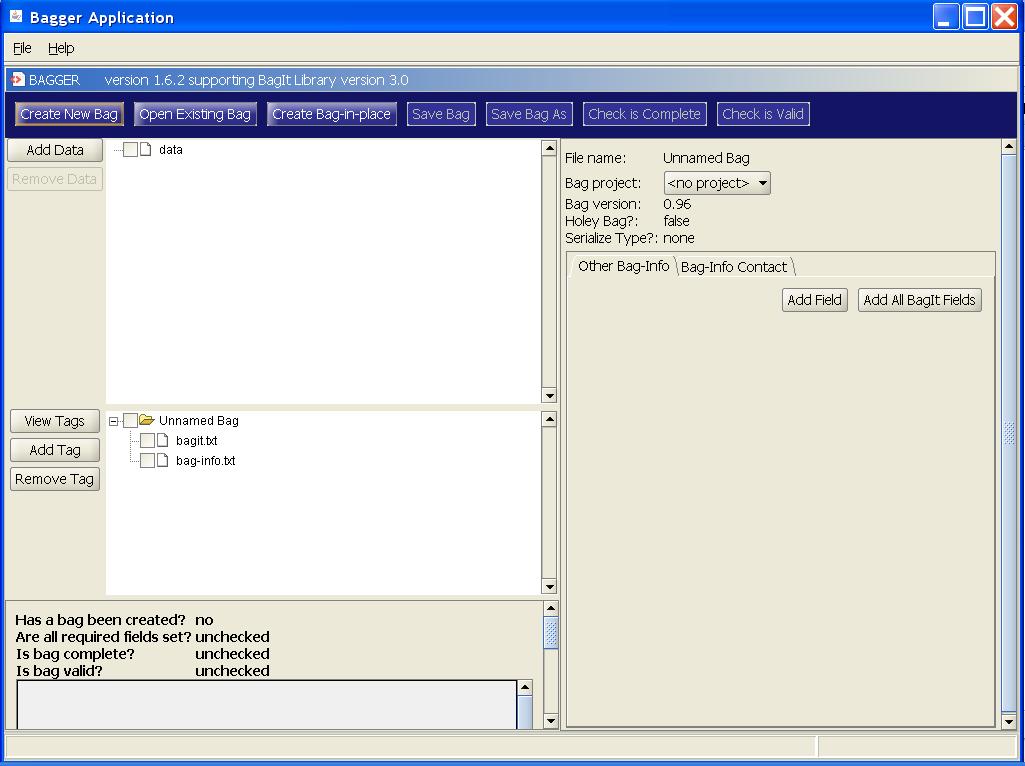 Bagger Application
File Help
BAGGER version 1.6.2 supporting BagIt Library version 3.0
Create New Bag Open Existing Bag Create Bag-in-place Save Bag Save Bag As Check is Complete Check is Valid
Add Data
Remove Data
data
View Tags
Add Tag
Remove Tag
Unnamed Bag
bagit.txt
bag-info.txt
Has a bag been created? no
Are all required fields set? unchecked
Is bag complete? unchecked
Is bag valid? unchecked
File name: Unnamed Bag
Bag project: <no project>
Bag version: 0.96
Holey Bag?: false
Serialize Type?: none
Other Bag-Info Bag-Info Contact
Add Field Add All BagIt Fields